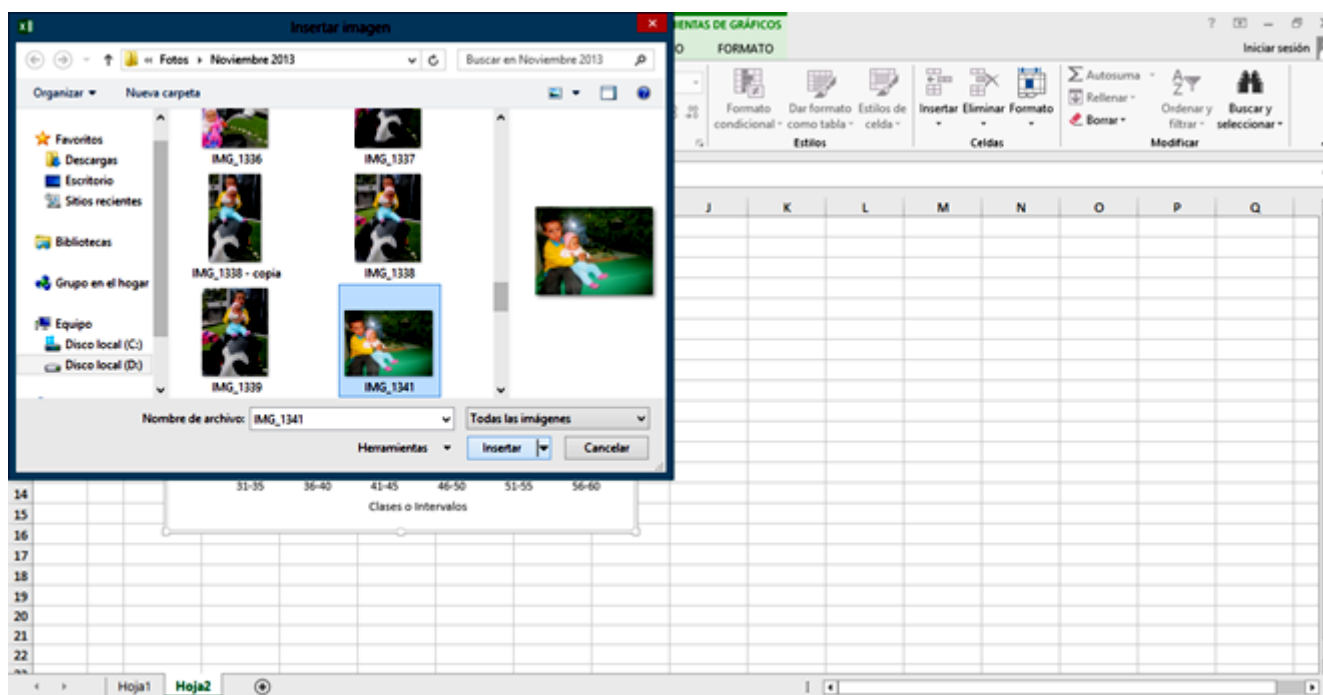 Insertar imagen
« Fotos › Noviembre 2013
Buscar en Noviembre 2013
Organizar
Nueva carpeta
Favoritos
Descargas
Escritorio
Sitios recientes
Bibliotecas
Grupo en el hogar
Equipo
Disco local (C:)
Disco local (D:)
IMG_1336
IMG_1337
IMG_1338 - copia
IMG_1338
IMG_1339
IMG_1341
Nombre de archivo: IMG_1341
Todas las imágenes
Herramientas
Insertar
Cancelar
DE GRÁFICOS
FORMATO
?
Iniciar sesión
Formato condicional
Dar formato como tabla
Estilos de celda
Estilos
Insertar Eliminar Formato
Celdas
Autosuma
Rellenar
Borrar
Ordenar y filtrar
Buscar y seleccionar
Modificar
J K L M N O P Q
31-35 36-40 41-45 46-50 51-55 56-60
Clases o Intervalos
14
15
16
17
18
19
20
21
22
Hoja1 Hoja2